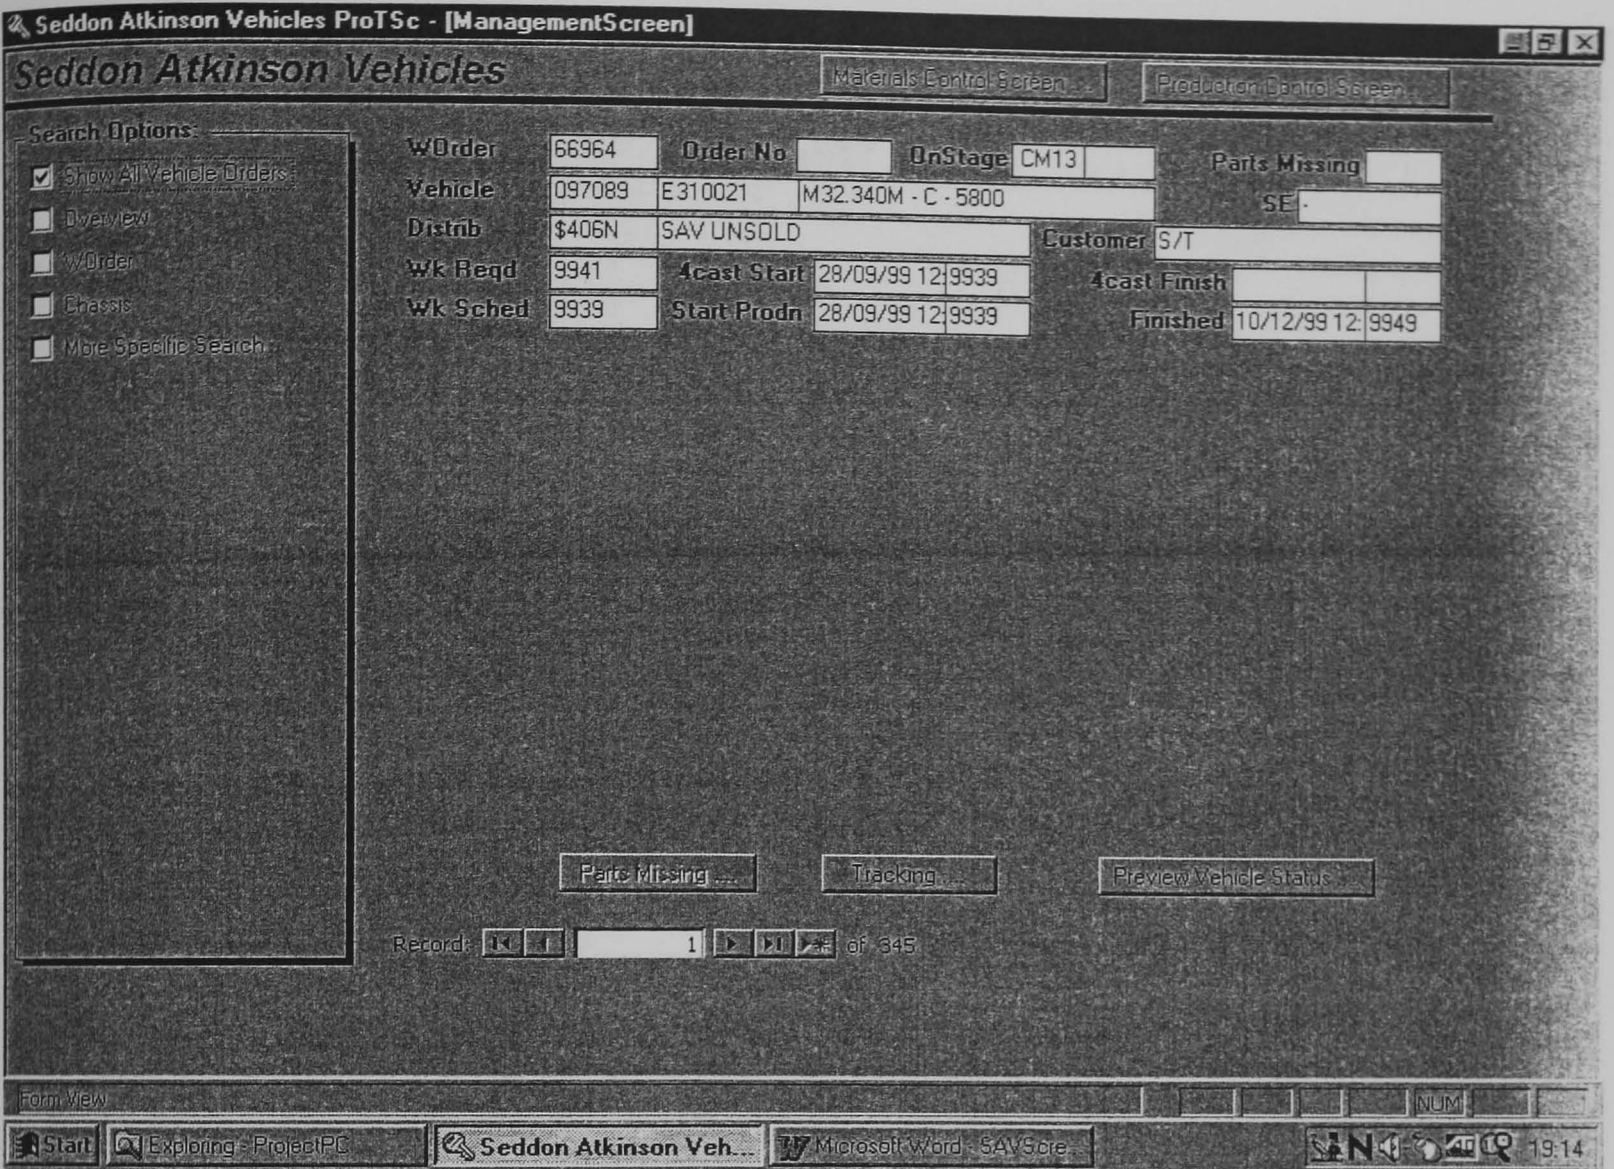 Seddon Atkinson Vehicles ProTSc - [ManagementScreen]
Seddon Atkinson Vehicles
Materials Control Screen ...
Production Control Screen...
Search Options:
Show All Vehicle Orders
Overview
WOrder
Chassis
More Specific Search...
WOrder 66964 Order No OnStage CM13 Parts Missing
Vehicle 097089 E310021 M32.340M - C - 5800 SE -
Distrib $406N SAV UNSOLD Customer S/T
Wk Reqd 9941 4cast Start 28/09/99 12: 9939 4cast Finish
Wk Sched 9939 Start Prodn 28/09/99 12: 9939 Finished 10/12/99 12: 9949
Parts Missing .... Tracking .... Preview Vehicle Status ...
Record: 1 of 345
Form View NUM
Start Exploring - ProjectPC Seddon Atkinson Veh... Microsoft Word - SAVScre... 19:14